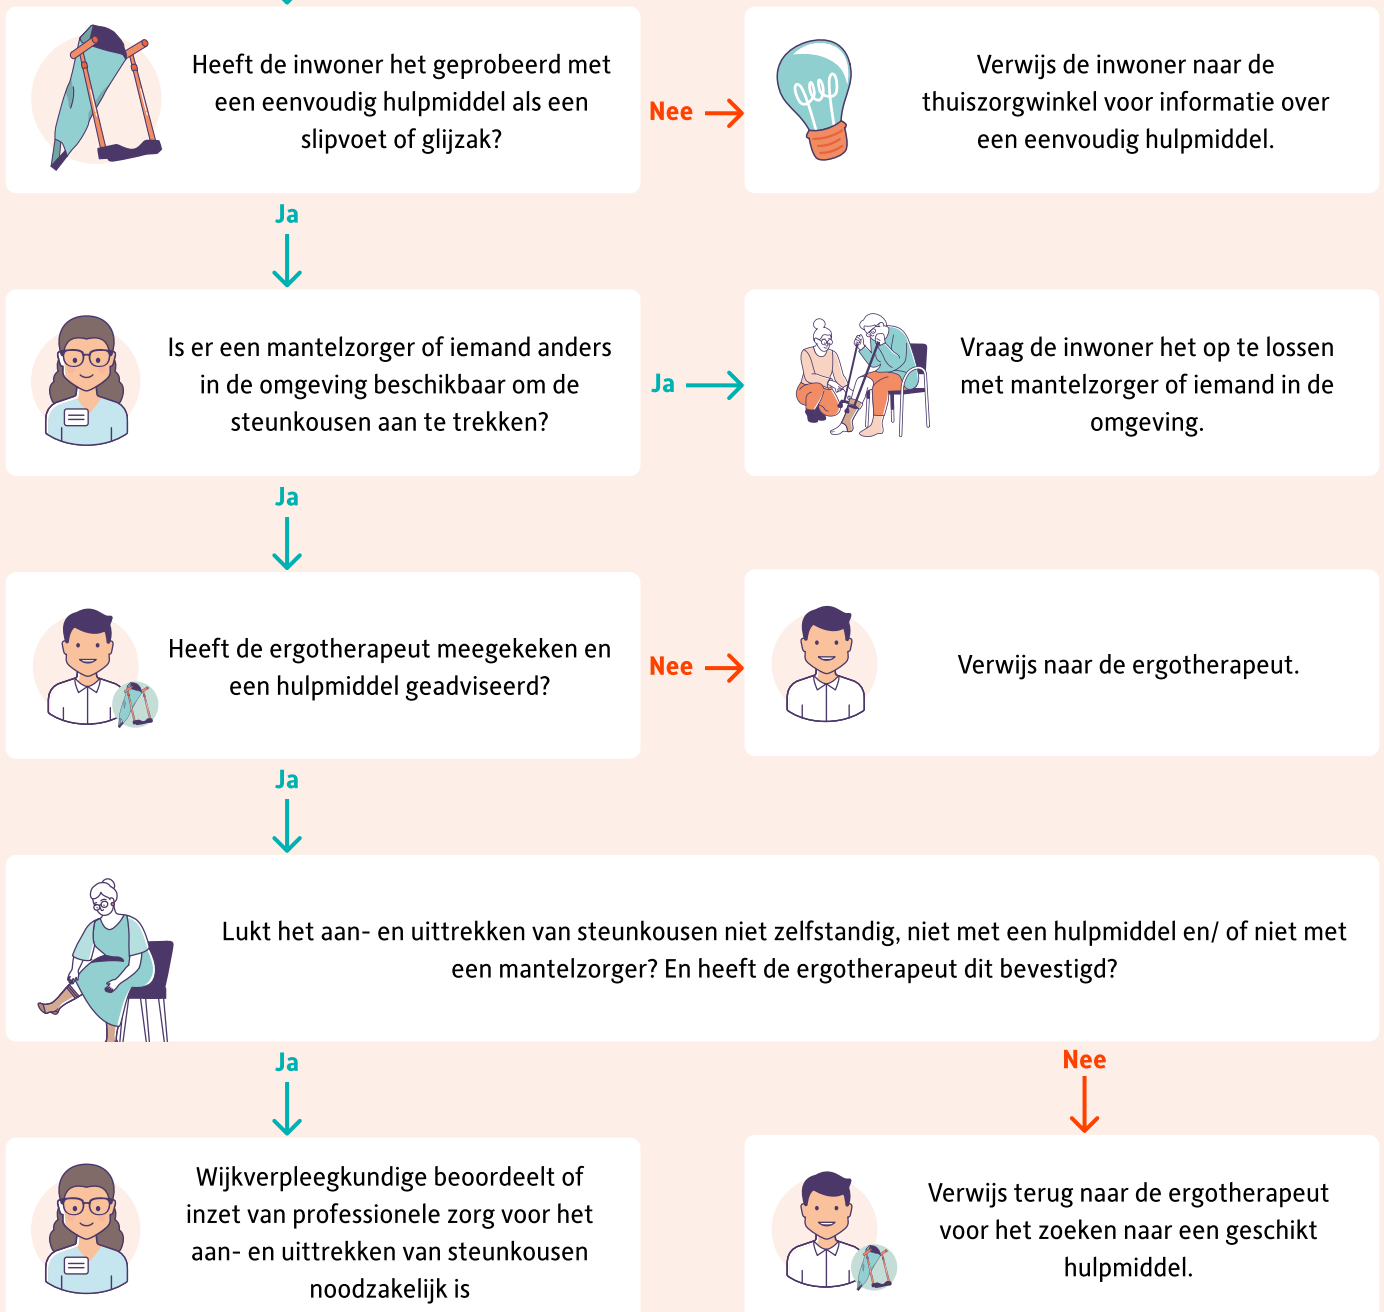 Heeft de inwoner het geprobeerd met
een eenvoudig hulpmiddel als een
slipvoet of glijzak?
Nee
Verwijs de inwoner naar de
thuiszorgwinkel voor informatie over
een eenvoudig hulpmiddel.
Ja
Is er een mantelzorger of iemand anders
in de omgeving beschikbaar om de
steunkousen aan te trekken?
Ja
Vraag de inwoner het op te lossen
met mantelzorger of iemand in de
omgeving.
Ja
Heeft de ergotherapeut meegekeken en
een hulpmiddel geadviseerd?
Nee
Verwijs naar de ergotherapeut.
Ja
Lukt het aan- en uittrekken van steunkousen niet zelfstandig, niet met een hulpmiddel en/ of niet met
een mantelzorger? En heeft de ergotherapeut dit bevestigd?
Ja
Nee
Wijkverpleegkundige beoordeelt of
inzet van professionele zorg voor het
aan- en uittrekken van steunkousen
noodzakelijk is
Verwijs terug naar de ergotherapeut
voor het zoeken naar een geschikt
hulpmiddel.